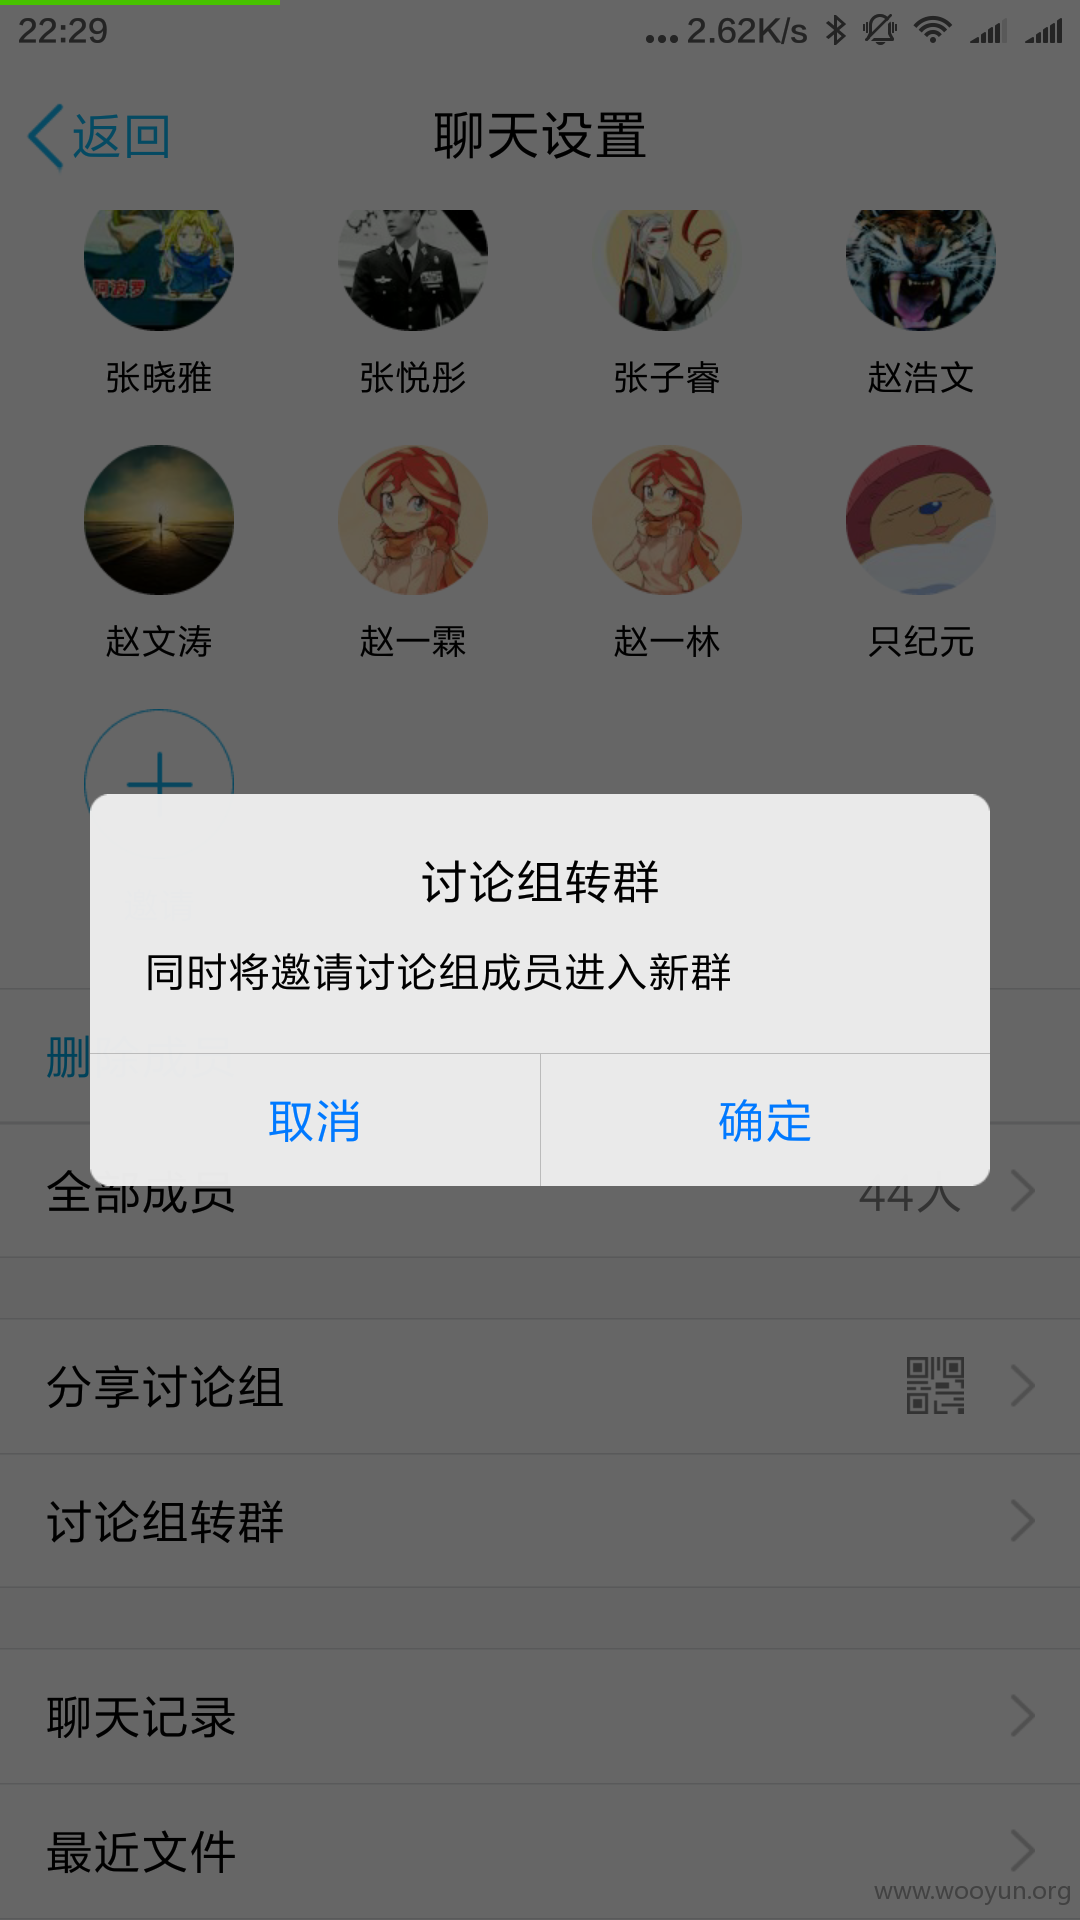 22:29
... 2.62K/s
返回
聊天设置
阿波罗
张晓雅
张悦彤
张子睿
赵浩文
赵文涛
赵一霖
赵一林
只纪元
讨论组转群
同时将邀请讨论组成员进入新群
删
取消
确定
全部成员
44人
分享讨论组
讨论组转群
聊天记录
最近文件
www.wooyun.org